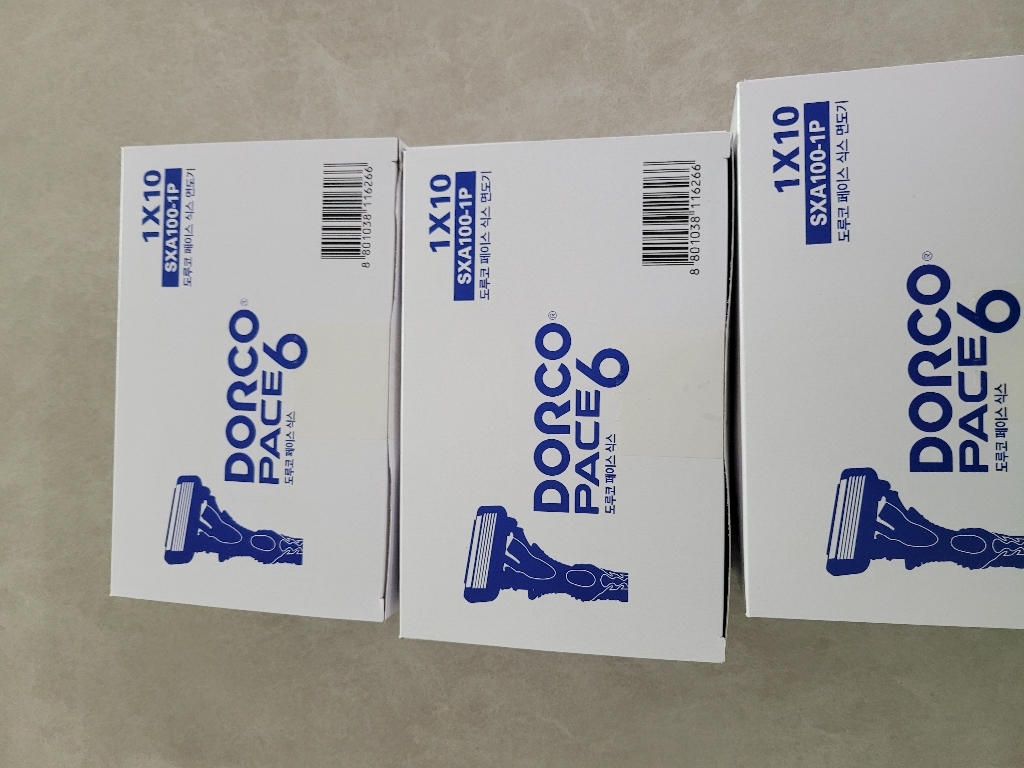 1X10
SXA100-1P
도루코 페이스 식스 면도기
DORCO®
PACE6
도루코 페이스 식스
8 801038 116266
1X10
SXA100-1P
도루코 페이스 식스 면도기
DORCO®
PACE6
도루코 페이스 식스
8 801038 116266
1X10
SXA100-1P
도루코 페이스 식스 면도기
DORCO®
PACE6
도루코 페이스 식스